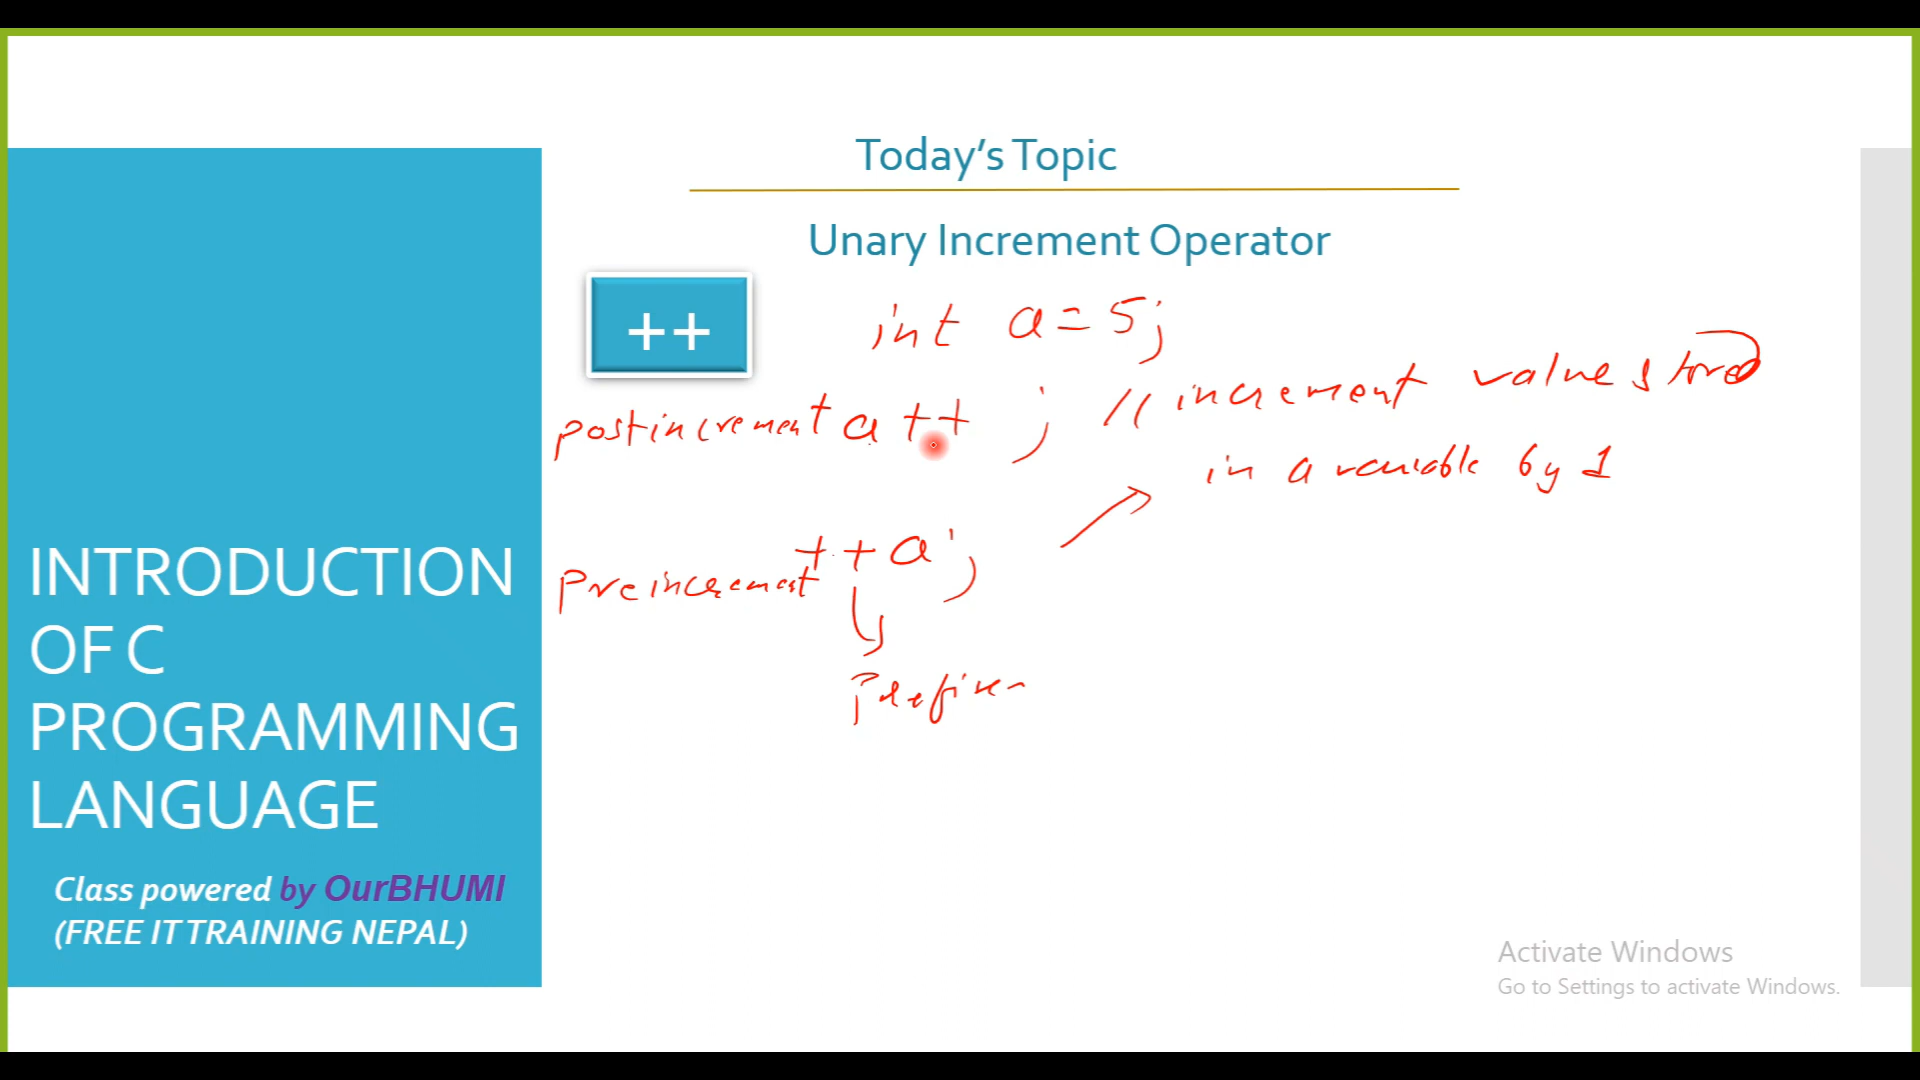 Today's Topic
Unary Increment Operator
++
int a = 5;
postincrement a++ ; // increment value stored
in a variable by 1
preincrement ++a;
INTRODUCTION
OF C
PROGRAMMING
LANGUAGE
Class powered by OurBHUMI
(FREE IT TRAINING NEPAL)
Activate Windows
Go to Settings to activate Windows.